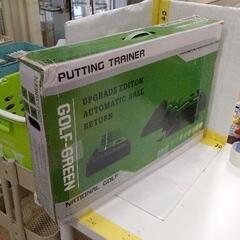 PUTTING TRAINER
GOLF-GREEN
UPGRADE EDITON
AUTOMATIC BALL
RETURN
NATIONAL GOLF